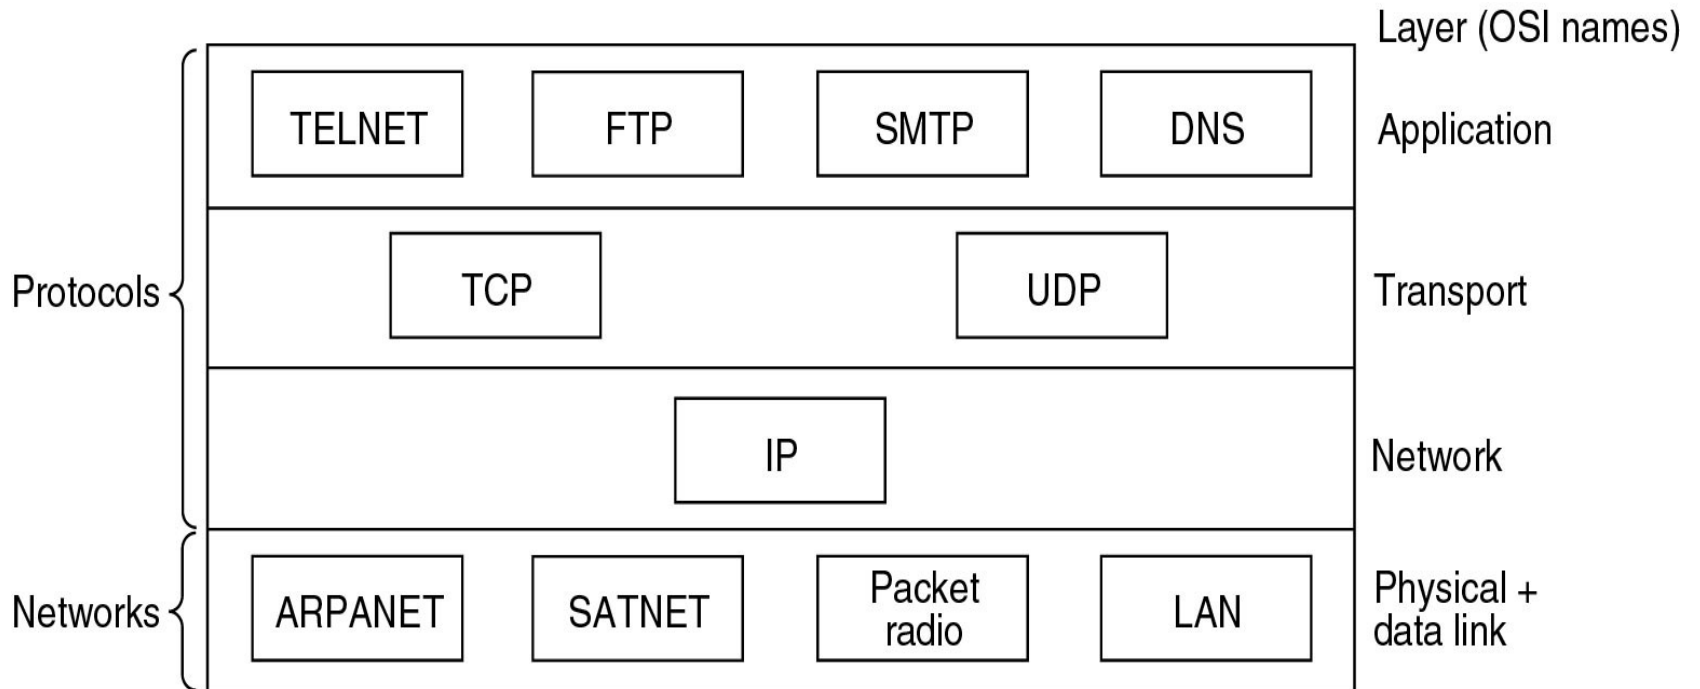 Layer (OSI names)
TELNET
FTP
SMTP
DNS
Application
Protocols
TCP
UDP
Transport
IP
Network
Networks
ARPANET
SATNET
Packet
radio
LAN
Physical +
data link